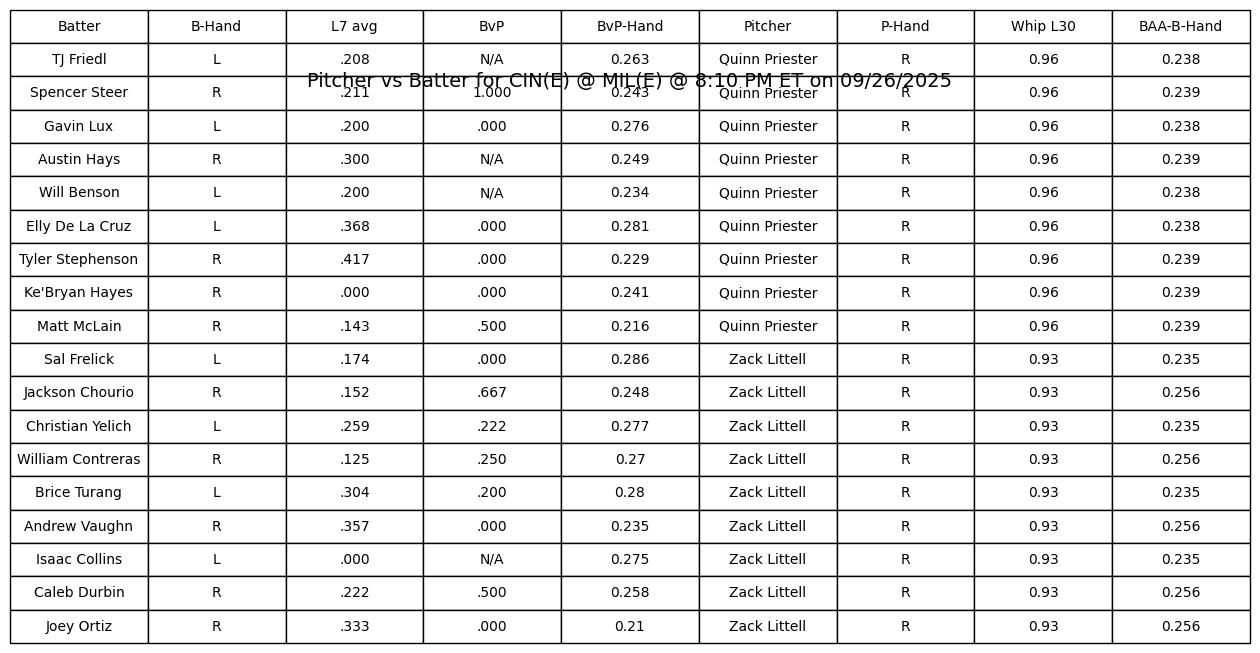 Batter B-Hand L7 avg BvP BvP-Hand Pitcher P-Hand Whip L30 BAA-B-Hand
TJ Friedl L .208 N/A 0.263 Quinn Priester R 0.96 0.238
Pitcher vs Batter for CIN(E) @ MIL(E) @ 8:10 PM ET on 09/26/2025
Spencer Steer R .211 1.000 0.243 Quinn Priester R 0.96 0.239
Gavin Lux L .200 .000 0.276 Quinn Priester R 0.96 0.238
Austin Hays R .300 N/A 0.249 Quinn Priester R 0.96 0.239
Will Benson L .200 N/A 0.234 Quinn Priester R 0.96 0.238
Elly De La Cruz L .368 .000 0.281 Quinn Priester R 0.96 0.238
Tyler Stephenson R .417 .000 0.229 Quinn Priester R 0.96 0.239
Ke'Bryan Hayes R .000 .000 0.241 Quinn Priester R 0.96 0.239
Matt McLain R .143 .500 0.216 Quinn Priester R 0.96 0.239
Sal Frelick L .174 .000 0.286 Zack Littell R 0.93 0.235
Jackson Chourio R .152 .667 0.248 Zack Littell R 0.93 0.256
Christian Yelich L .259 .222 0.277 Zack Littell R 0.93 0.235
William Contreras R .125 .250 0.27 Zack Littell R 0.93 0.256
Brice Turang L .304 .200 0.28 Zack Littell R 0.93 0.235
Andrew Vaughn R .357 .000 0.235 Zack Littell R 0.93 0.256
Isaac Collins L .000 N/A 0.275 Zack Littell R 0.93 0.235
Caleb Durbin R .222 .500 0.258 Zack Littell R 0.93 0.256
Joey Ortiz R .333 .000 0.21 Zack Littell R 0.93 0.256